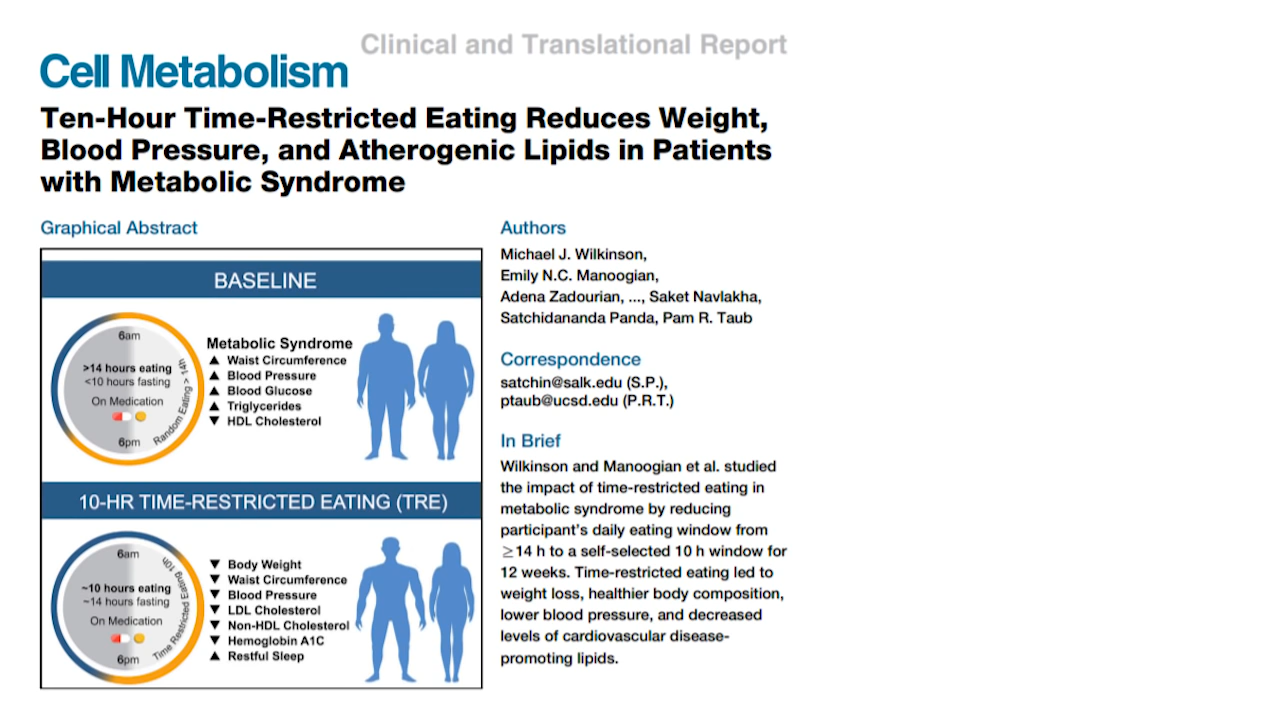 Clinical and Translational Report
Cell Metabolism
Ten-Hour Time-Restricted Eating Reduces Weight,
Blood Pressure, and Atherogenic Lipids in Patients
with Metabolic Syndrome
Graphical Abstract
BASELINE
6am
>14 hours eating
<10 hours fasting
On Medication
6pm
Random Eating > 14h
Metabolic Syndrome
▲ Waist Circumference
▲ Blood Pressure
▲ Blood Glucose
▲ Triglycerides
▼ HDL Cholesterol
10-HR TIME-RESTRICTED EATING (TRE)
6am
~10 hours eating
~14 hours fasting
On Medication
6pm
Time Restricted Eating 10h
▼ Body Weight
▼ Waist Circumference
▼ Blood Pressure
▼ LDL Cholesterol
▼ Non-HDL Cholesterol
▼ Hemoglobin A1C
▲ Restful Sleep
Authors
Michael J. Wilkinson,
Emily N.C. Manoogian,
Adena Zadourian, ..., Saket Navlakha,
Satchidananda Panda, Pam R. Taub
Correspondence
satchin@salk.edu (S.P.),
ptaub@ucsd.edu (P.R.T.)
In Brief
Wilkinson and Manoogian et al. studied
the impact of time-restricted eating in
metabolic syndrome by reducing
participant's daily eating window from
≥14 h to a self-selected 10 h window for
12 weeks. Time-restricted eating led to
weight loss, healthier body composition,
lower blood pressure, and decreased
levels of cardiovascular disease-
promoting lipids.